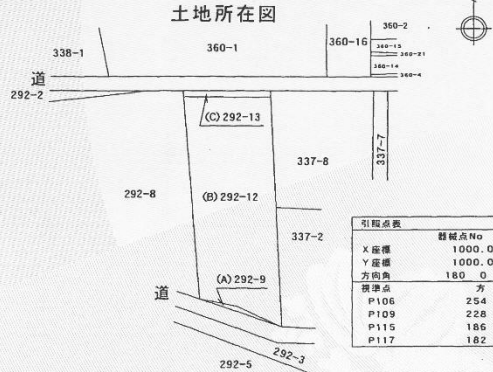 土地所在図
338-1
360-1
360-16
360-2
360-15
360-21
360-14
360-4
道
292-2
(C)292-13
337-7
337-8
292-8
(B)292-12
337-2
(A)292-9
道
292-3
292-5
引照点表
器械点No
X座標 1000.0
Y座標 1000.0
方向角 180 0
視準点 方
P106 254
P109 228
P115 186
P117 182